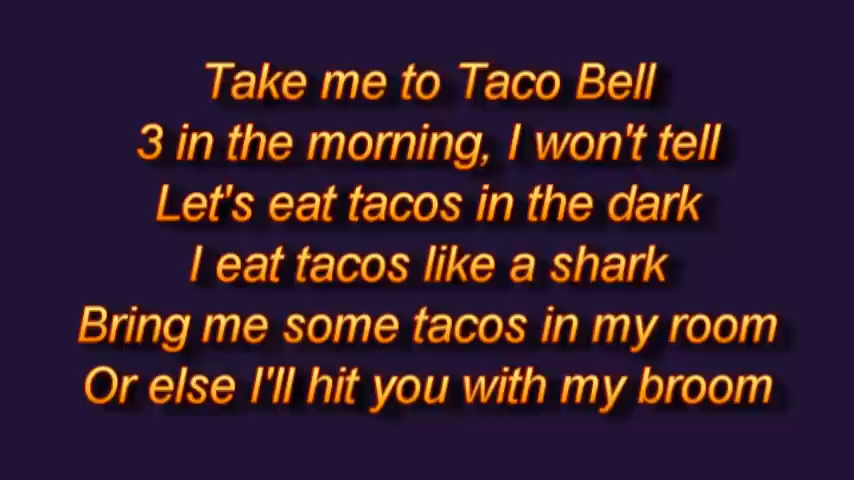 Take me to Taco Bell
3 in the morning, I won't tell
Let's eat tacos in the dark
I eat tacos like a shark
Bring me some tacos in my room
Or else I'll hit you with my broom